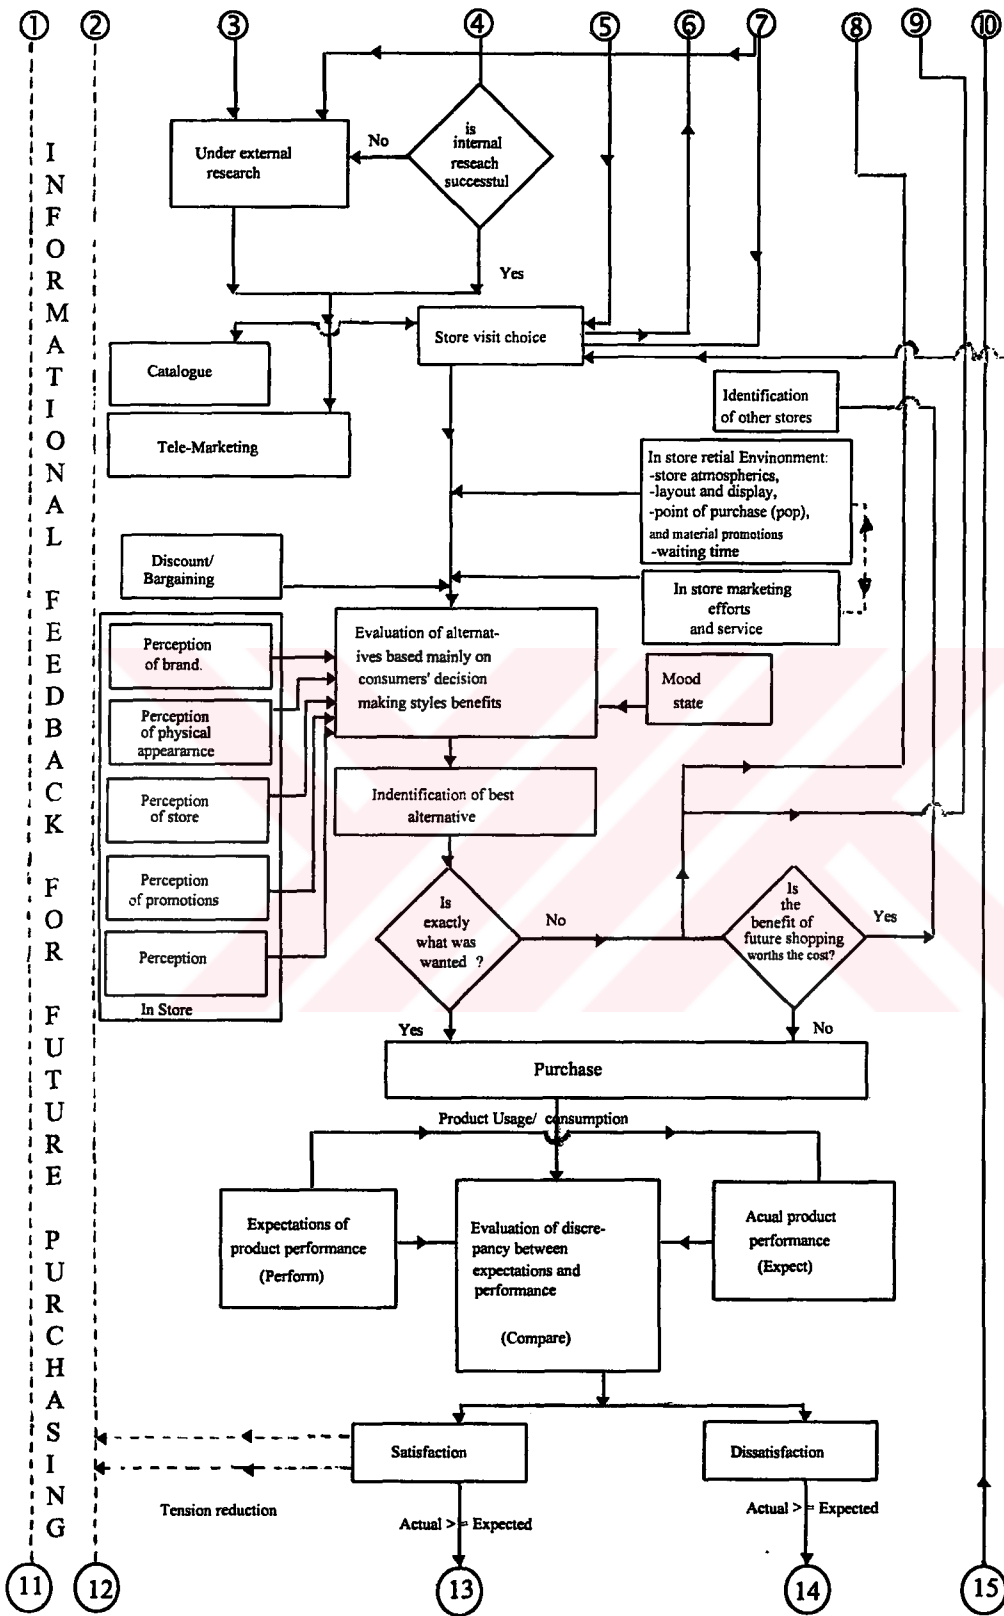 1
2
3
4
5
6
7
8
9
10
INFORMATIONAL FEEDBACK FOR FUTURE PURCHASING
Under external
research
No
is
internal
reseach
successtul
Yes
Store visit choice
Catalogue
Tele-Marketing
Identification
of other stores
In store retial Environment:
-store atmospherics,
-layout and display,
-point of purchase (pop),
and material promotions
-waiting time
Discount/
Bargaining
In store marketing
efforts
and service
Perception
of brand.
Evaluation of alternat-
ives based mainly on
consumers' decision
making styles benefits
Mood
state
Perception
of physical
appearamce
Perception
of store
Indentification of best
alternative
Perception
of promotions
Perception
In Store
Is
exactly
what was
wanted ?
No
Is
the
benefit of
future shopping
worths the cost?
Yes
Yes
No
Purchase
Product Usage/ consumption
Expectations of
product performance
(Perform)
Evaluation of discre-
pancy between
expectations and
performance
(Compare)
Acual product
performance
(Expect)
Satisfaction
Dissatisfaction
Tension reduction
Actual >= Expected
Actual >= Expected
11
12
13
14
15